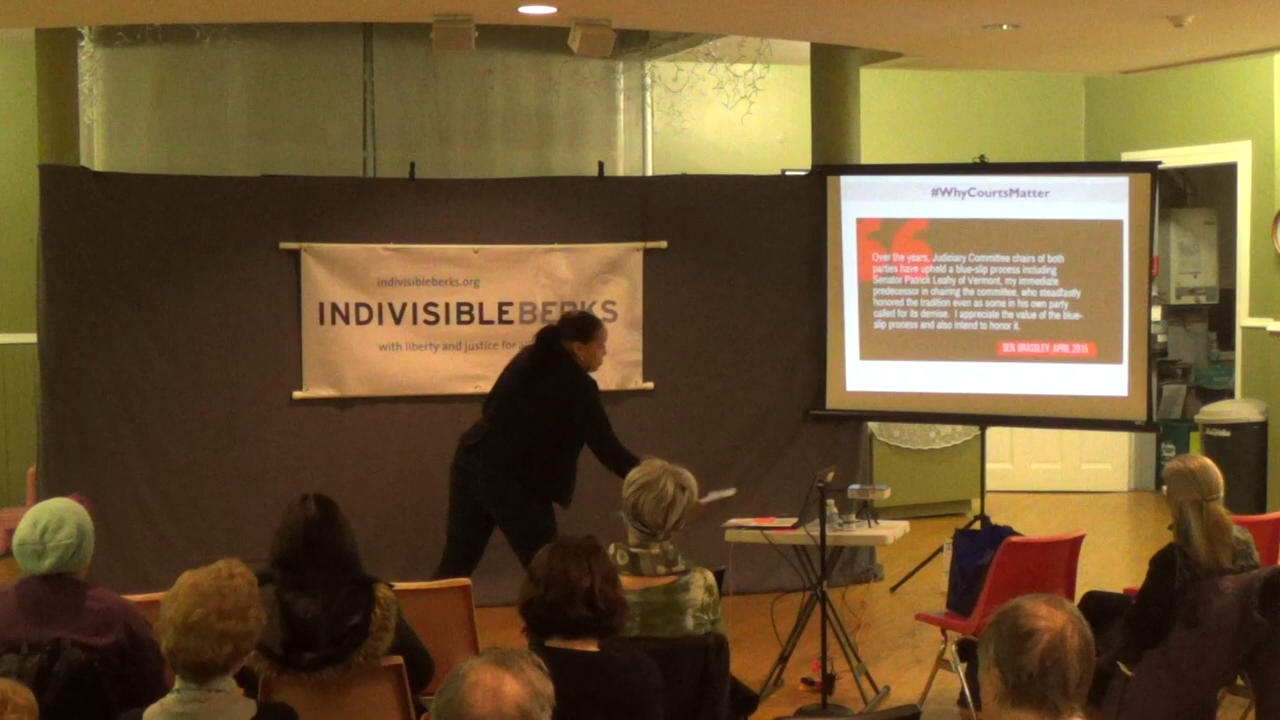 indivisibleberks.org
INDIVISIBLEBERKS
with liberty and justice for
#WhyCourtsMatter
Over the years, Judiciary Committee chairs of both
parties have upheld a blue-slip process including
Senator Patrick Leahy of Vermont, my immediate
predecessor in chairing the committee, who steadfastly
honored the tradition even as some in his own party
called for its demise. I appreciate the value of the blue-
slip process and also intend to honor it.
SEN. GRASSLEY APRIL 2015